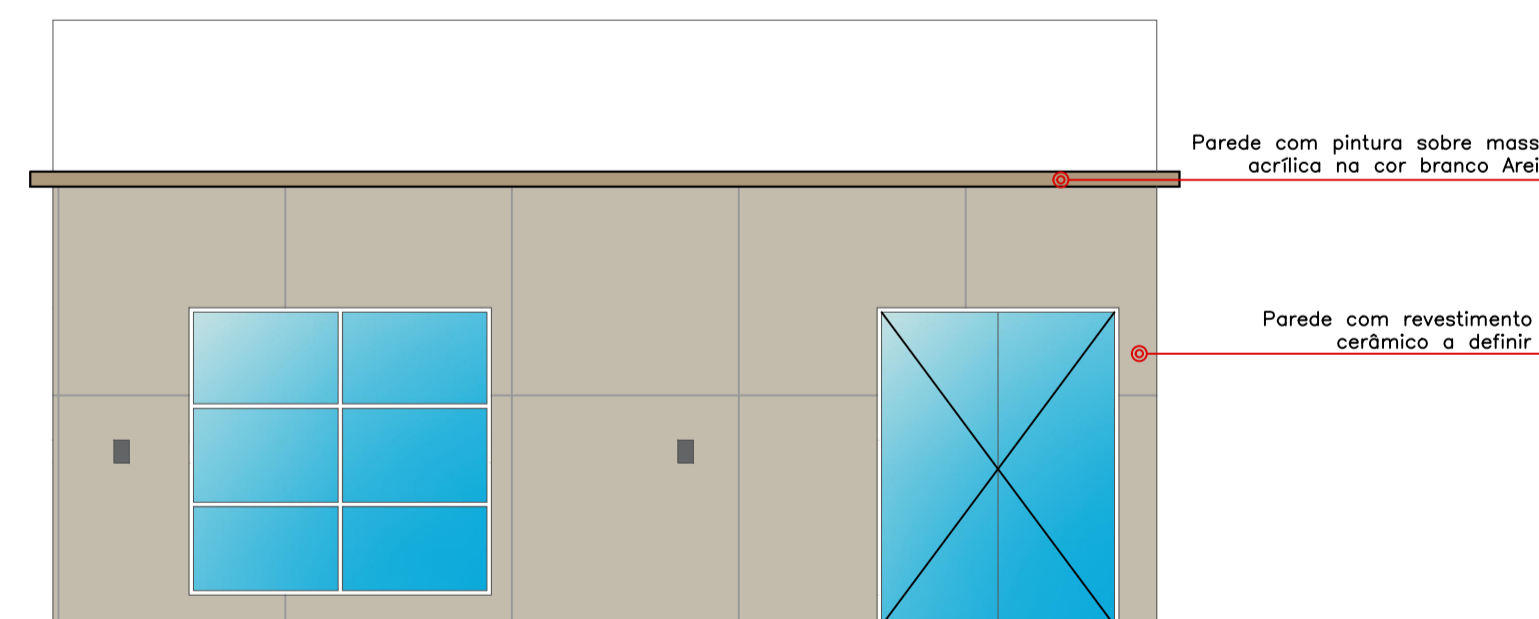 Parede com pintura sobre mass
acrílica na cor branco Arei
Parede com revestimento
cerâmico a definir